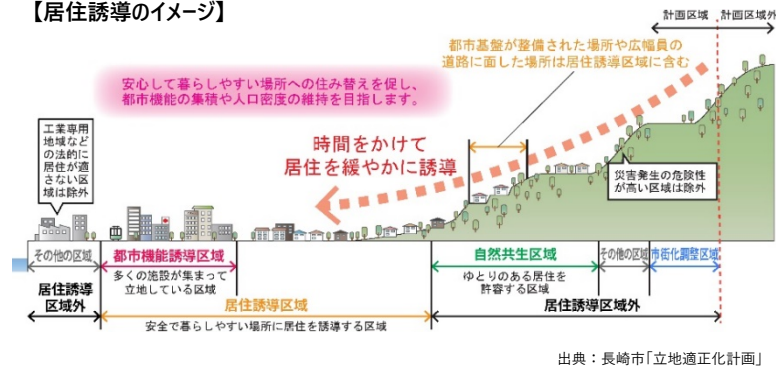 【居住誘導のイメージ】
計画区域
計画区域外
都市基盤が整備された場所や広幅員の
道路に面した場所は居住誘導区域に含む
安心して暮らしやすい場所への住み替えを促し、
都市機能の集積や人口密度の維持を目指します。
工業専用
地域など
の法的に
居住が適
さない区
域は除外
時間をかけて
居住を緩やかに誘導
災害発生の危険性
が高い区域は除外
その他の区域
都市機能誘導区域
自然共生区域
その他の区域
市街化調整区域
多くの施設が集まって
立地している区域
ゆとりのある居住を
許容する区域
居住誘導
区域外
居住誘導区域
居住誘導区域外
安全で暮らしやすい場所に居住を誘導する区域
出典：長崎市「立地適正化計画」